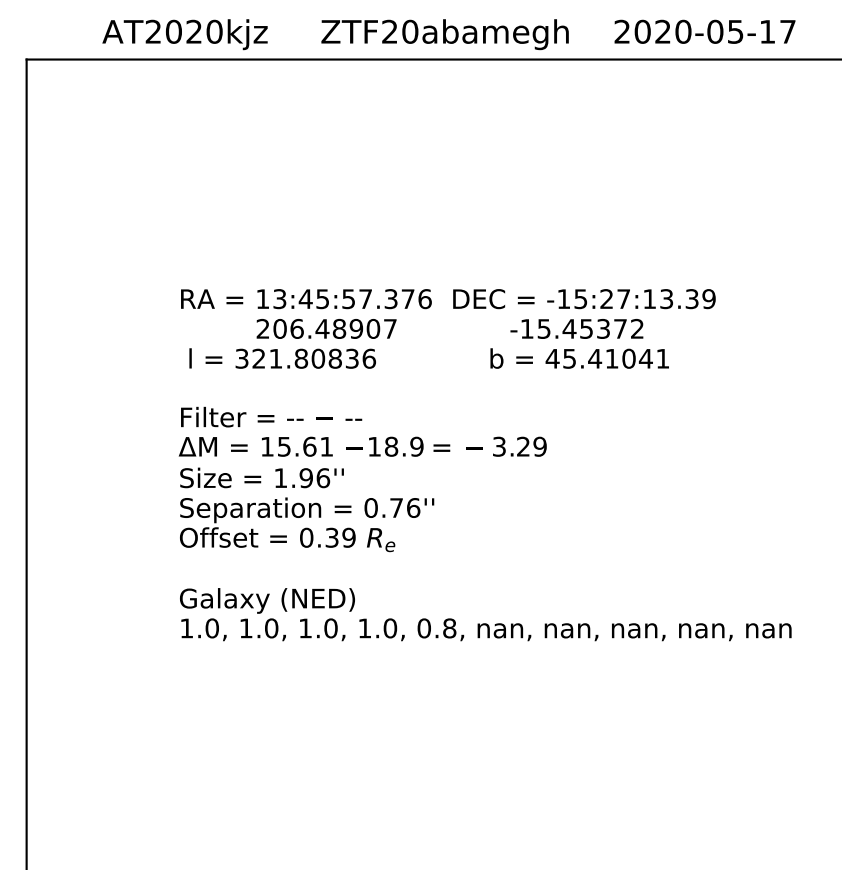 AT2020kjz ZTF20abamegh 2020-05-17
RA = 13:45:57.376 DEC = -15:27:13.39
206.48907 -15.45372
l = 321.80836 b = 45.41041
Filter = -- − --
ΔM = 15.61 −18.9 = − 3.29
Size = 1.96''
Separation = 0.76''
Offset = 0.39 Re
Galaxy (NED)
1.0, 1.0, 1.0, 1.0, 0.8, nan, nan, nan, nan, nan